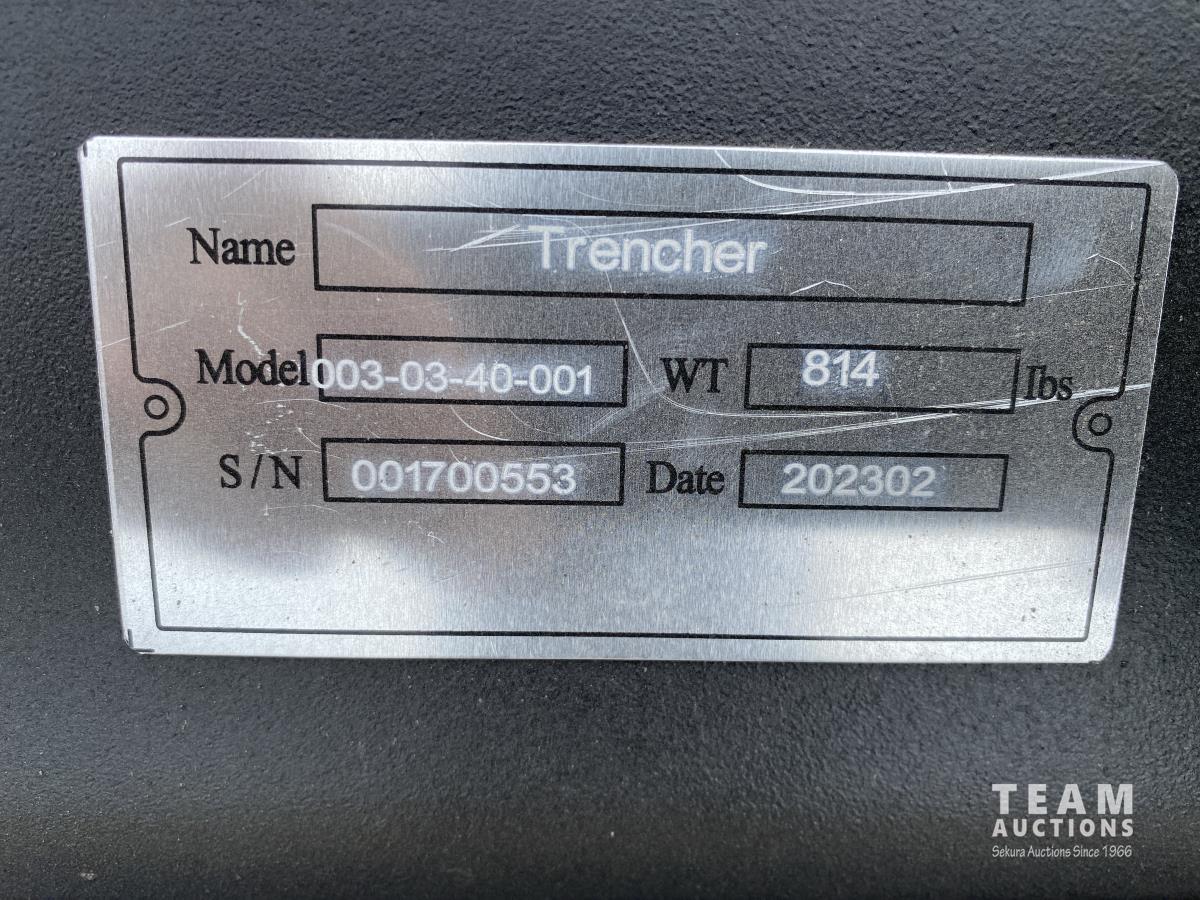 Name Trencher
Model 003-03-40-001 WT 814 lbs
S/N 001700553 Date 202302
TEAM
AUCTIONS
Sekura Auctions Since 1966